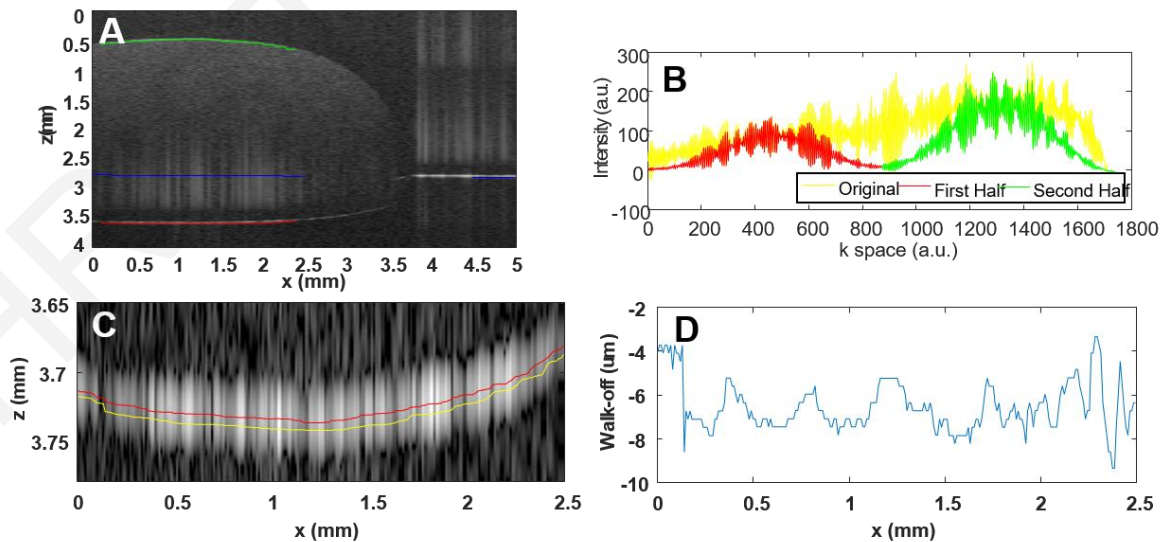 A
0
0.5
1
1.5
2
2.5
3
3.5
4
z(mm)
0 0.5 1 1.5 2 2.5 3 3.5 4 4.5 5
x (mm)
B
300
200
100
0
-100
Intensity (a.u.)
Original First Half Second Half
0 200 400 600 800 1000 1200 1400 1600 1800
k space (a.u.)
C
3.65
3.7
3.75
z (mm)
0 0.5 1 1.5 2 2.5
x (mm)
D
-2
-4
-6
-8
-10
Walk-off (um)
0 0.5 1 1.5 2 2.5
x (mm)